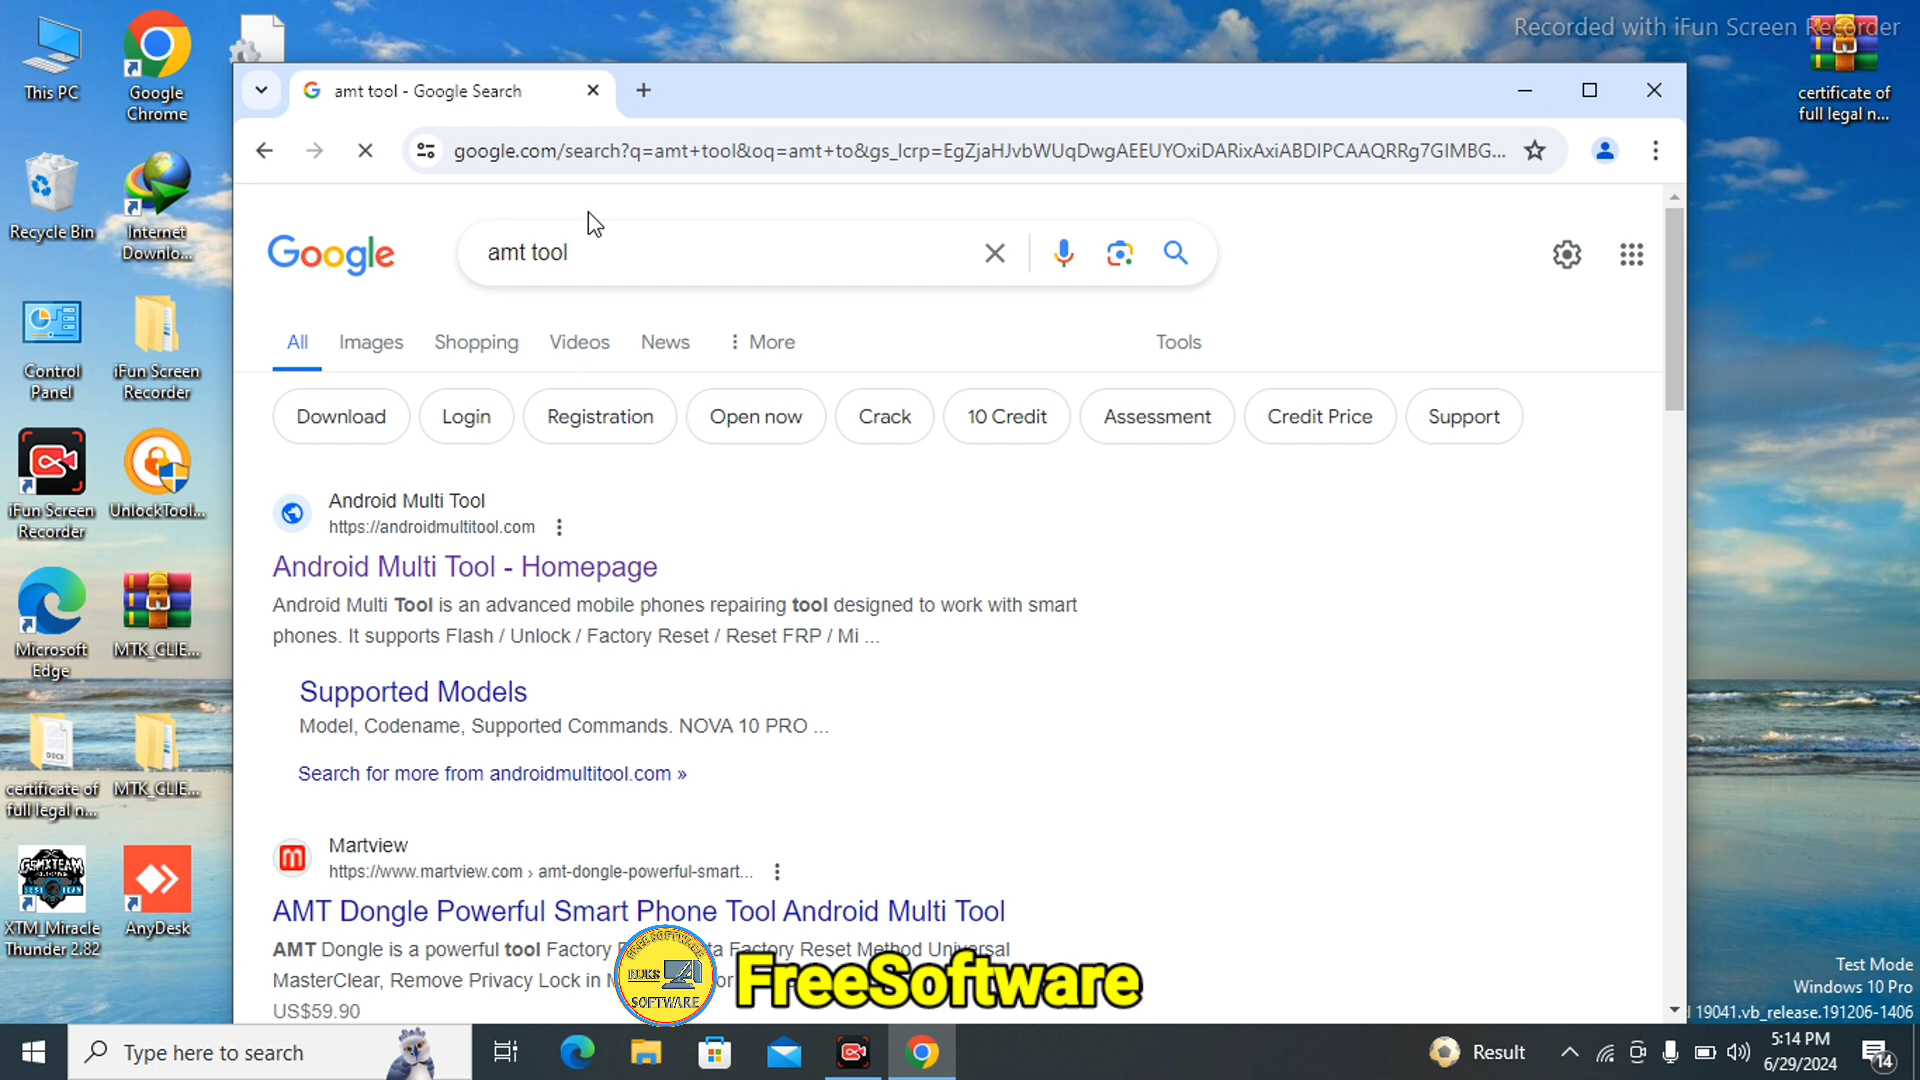 Recorded with iFun Screen Recorder
This PC
Google
Chrome
Recycle Bin
Internet
Downlo...
Control
Panel
iFun Screen
Recorder
iFun Screen
Recorder
UnlockTool...
Microsoft
Edge
MTK_CLIE...
DOCX
certificate of
full legal n...
MTK_CLIE...
GSMXTEAM
XTM_Miracle
Thunder 2.82
AnyDesk
certificate of
full legal n...
amt tool - Google Search
google.com/search?q=amt+tool&oq=amt+to&gs_lcrp=EgZjaHJvbWUqDwgAEEUYOxiDARixAxiABDIPCAAQRRg7GIMBG...
Google
amt tool
All
Images
Shopping
Videos
News
More
Tools
Download
Login
Registration
Open now
Crack
10 Credit
Assessment
Credit Price
Support
Android Multi Tool
https://androidmultitool.com
Android Multi Tool - Homepage
Android Multi Tool is an advanced mobile phones repairing tool designed to work with smart
phones. It supports Flash / Unlock / Factory Reset / Reset FRP / Mi ...
Supported Models
Model, Codename, Supported Commands. NOVA 10 PRO ...
Search for more from androidmultitool.com »
Martview
https://www.martview.com › amt-dongle-powerful-smart...
AMT Dongle Powerful Smart Phone Tool Android Multi Tool
AMT Dongle is a powerful tool Factory Factory Reset Method Universal
MasterClear, Remove Privacy Lock in
US$59.90
RUKS
SOFTWARE
FreeSoftware
Test Mode
Windows 10 Pro
19041.vb_release.191206-1406
Type here to search
Result
5:14 PM
6/29/2024
14